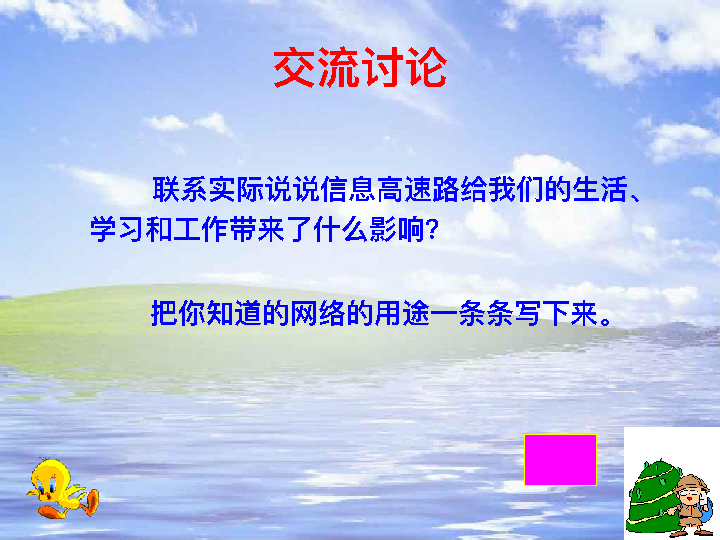 交流讨论
联系实际说说信息高速路给我们的生活、
学习和工作带来了什么影响?
把你知道的网络的用途一条条写下来。